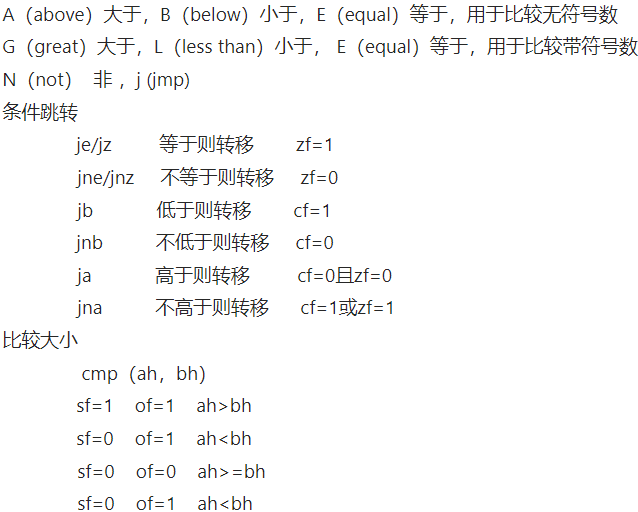 A（above）大于，B（below）小于，E（equal）等于，用于比较无符号数
G（great）大于，L（less than）小于， E（equal）等于，用于比较带符号数
N（not） 非 ，j (jmp)
条件跳转
je/jz 等于则转移 zf=1
jne/jnz 不等于则转移 zf=0
jb 低于则转移 cf=1
jnb 不低于则转移 cf=0
ja 高于则转移 cf=0且zf=0
jna 不高于则转移 cf=1或zf=1
比较大小
cmp（ah，bh）
sf=1 of=1 ah>bh
sf=0 of=1 ah<bh
sf=0 of=0 ah>=bh
sf=0 of=1 ah<bh